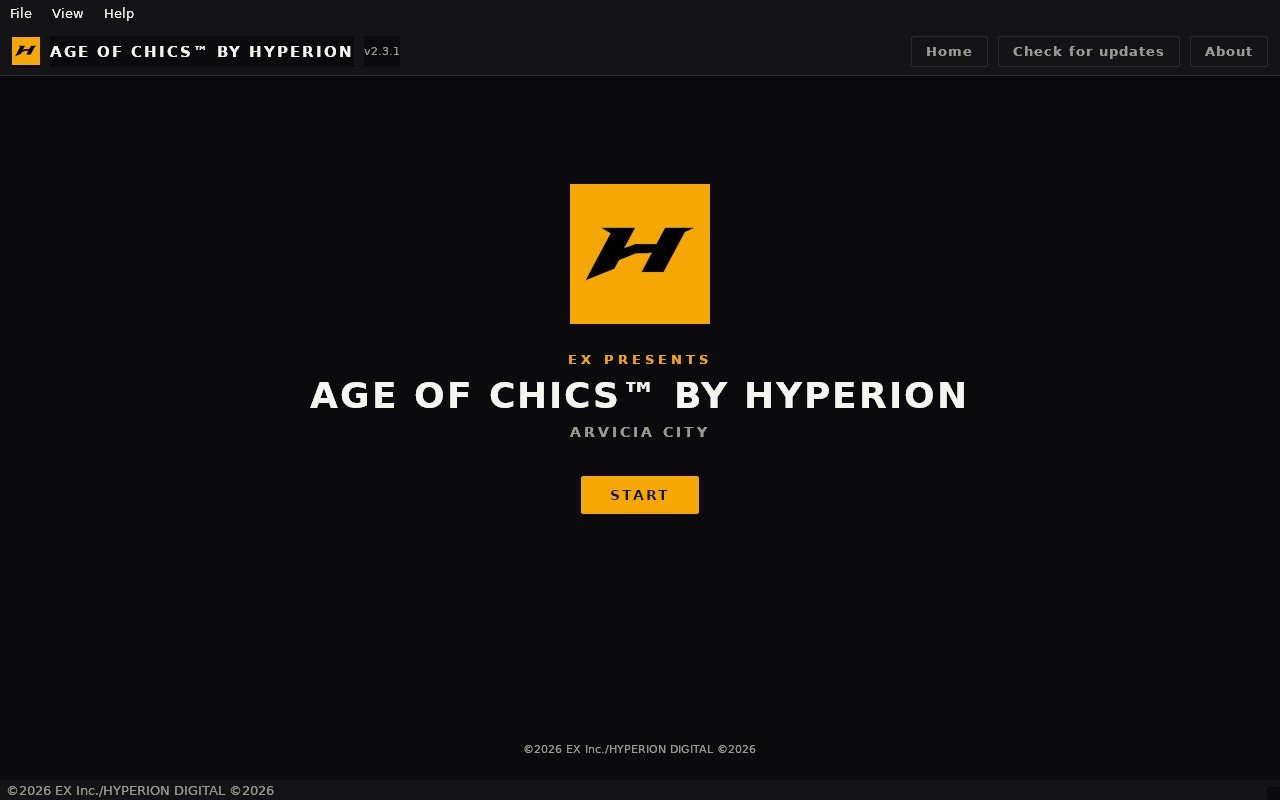 File View Help
AGE OF CHICS™ BY HYPERION v2.3.1 Home Check for updates About
EX PRESENTS
AGE OF CHICS™ BY HYPERION
ARVICIA CITY
START
©2026 EX Inc./HYPERION DIGITAL ©2026
©2026 EX Inc./HYPERION DIGITAL ©2026